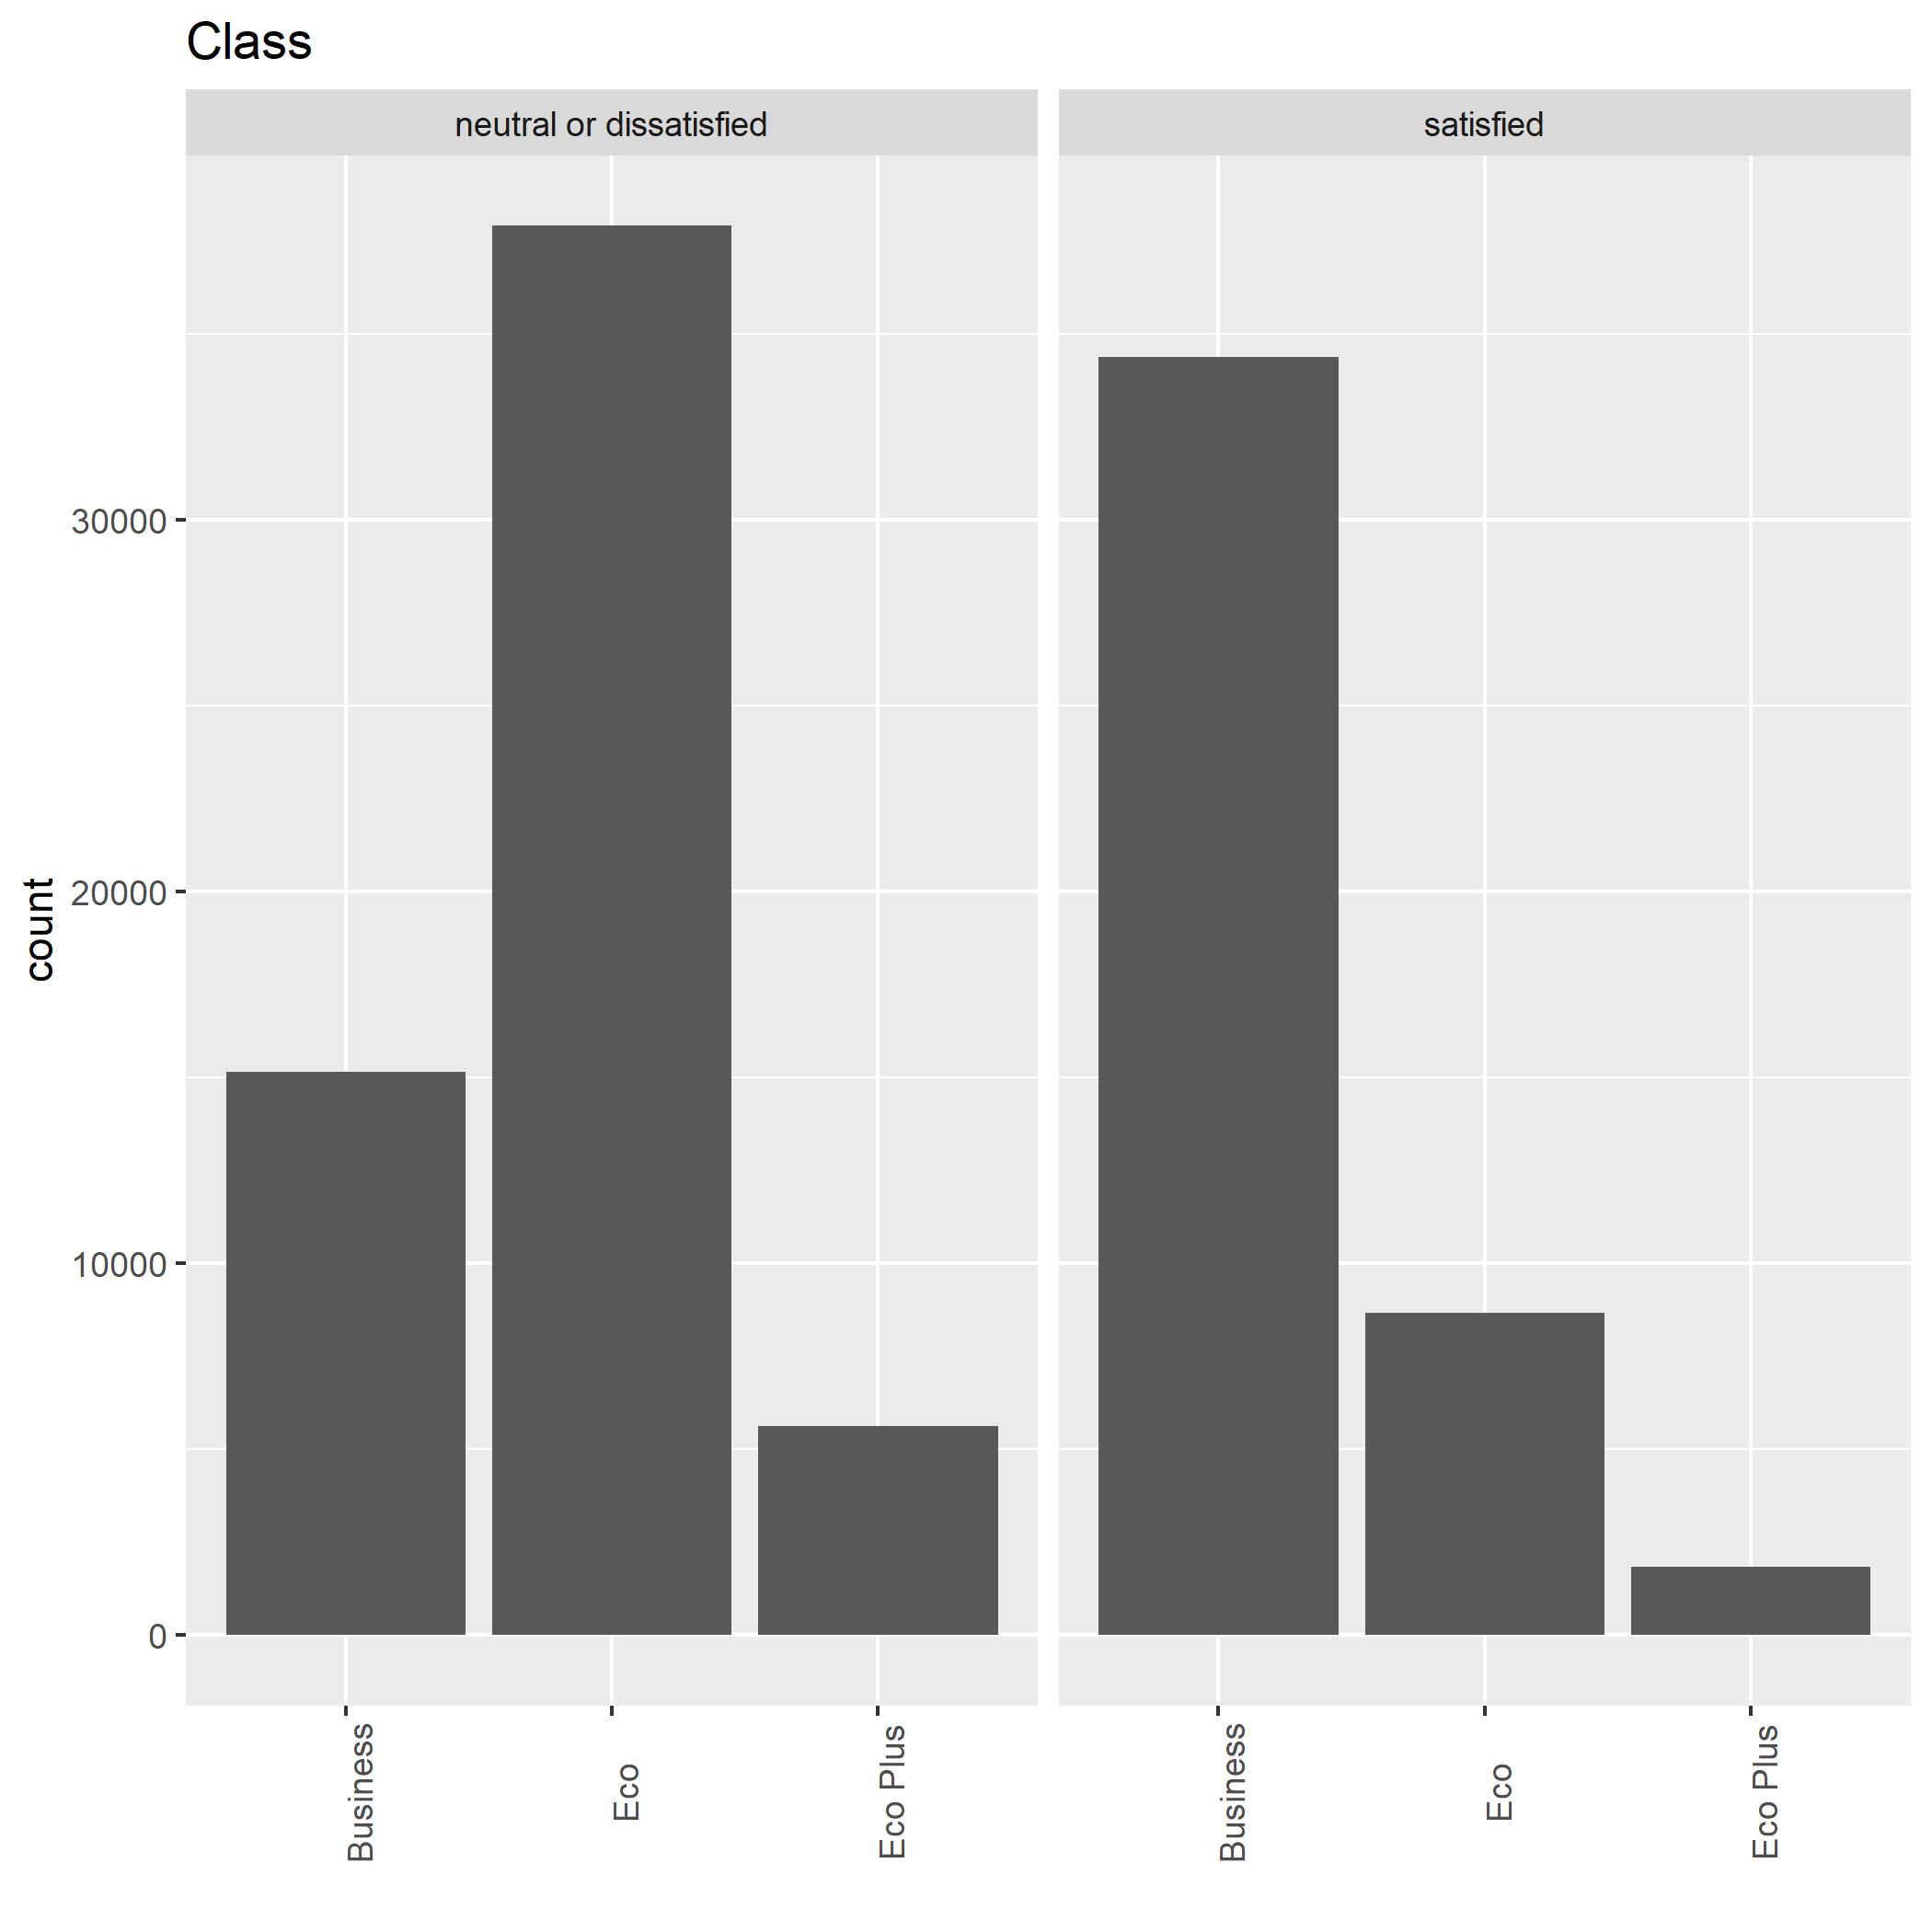 Class
neutral or dissatisfied
satisfied
count
30000
20000
10000
0
Business
Eco
Eco Plus
Business
Eco
Eco Plus